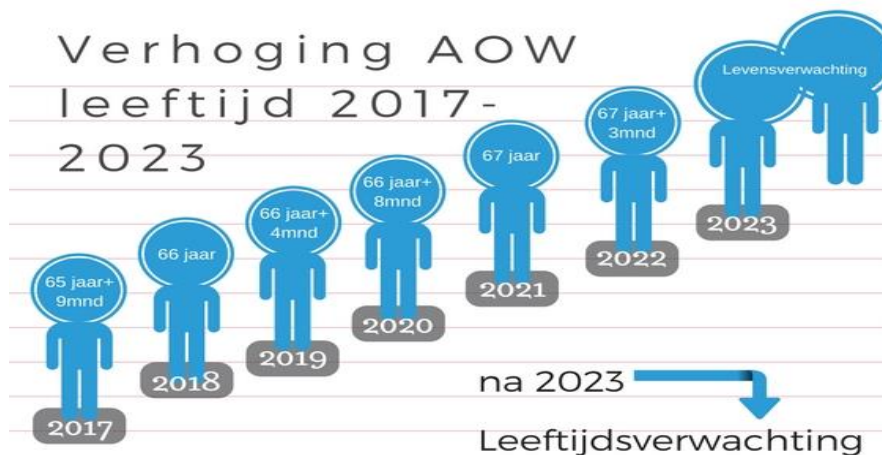 Verhoging AOW
leeftijd 2017-
2023
65 jaar+
9mnd
2017
66 jaar
2018
66 jaar+
4mnd
2019
66 jaar+
8mnd
2020
67 jaar
2021
67 jaar+
3mnd
2022
Levensverwachting
2023
na 2023
Leeftijdsverwachting